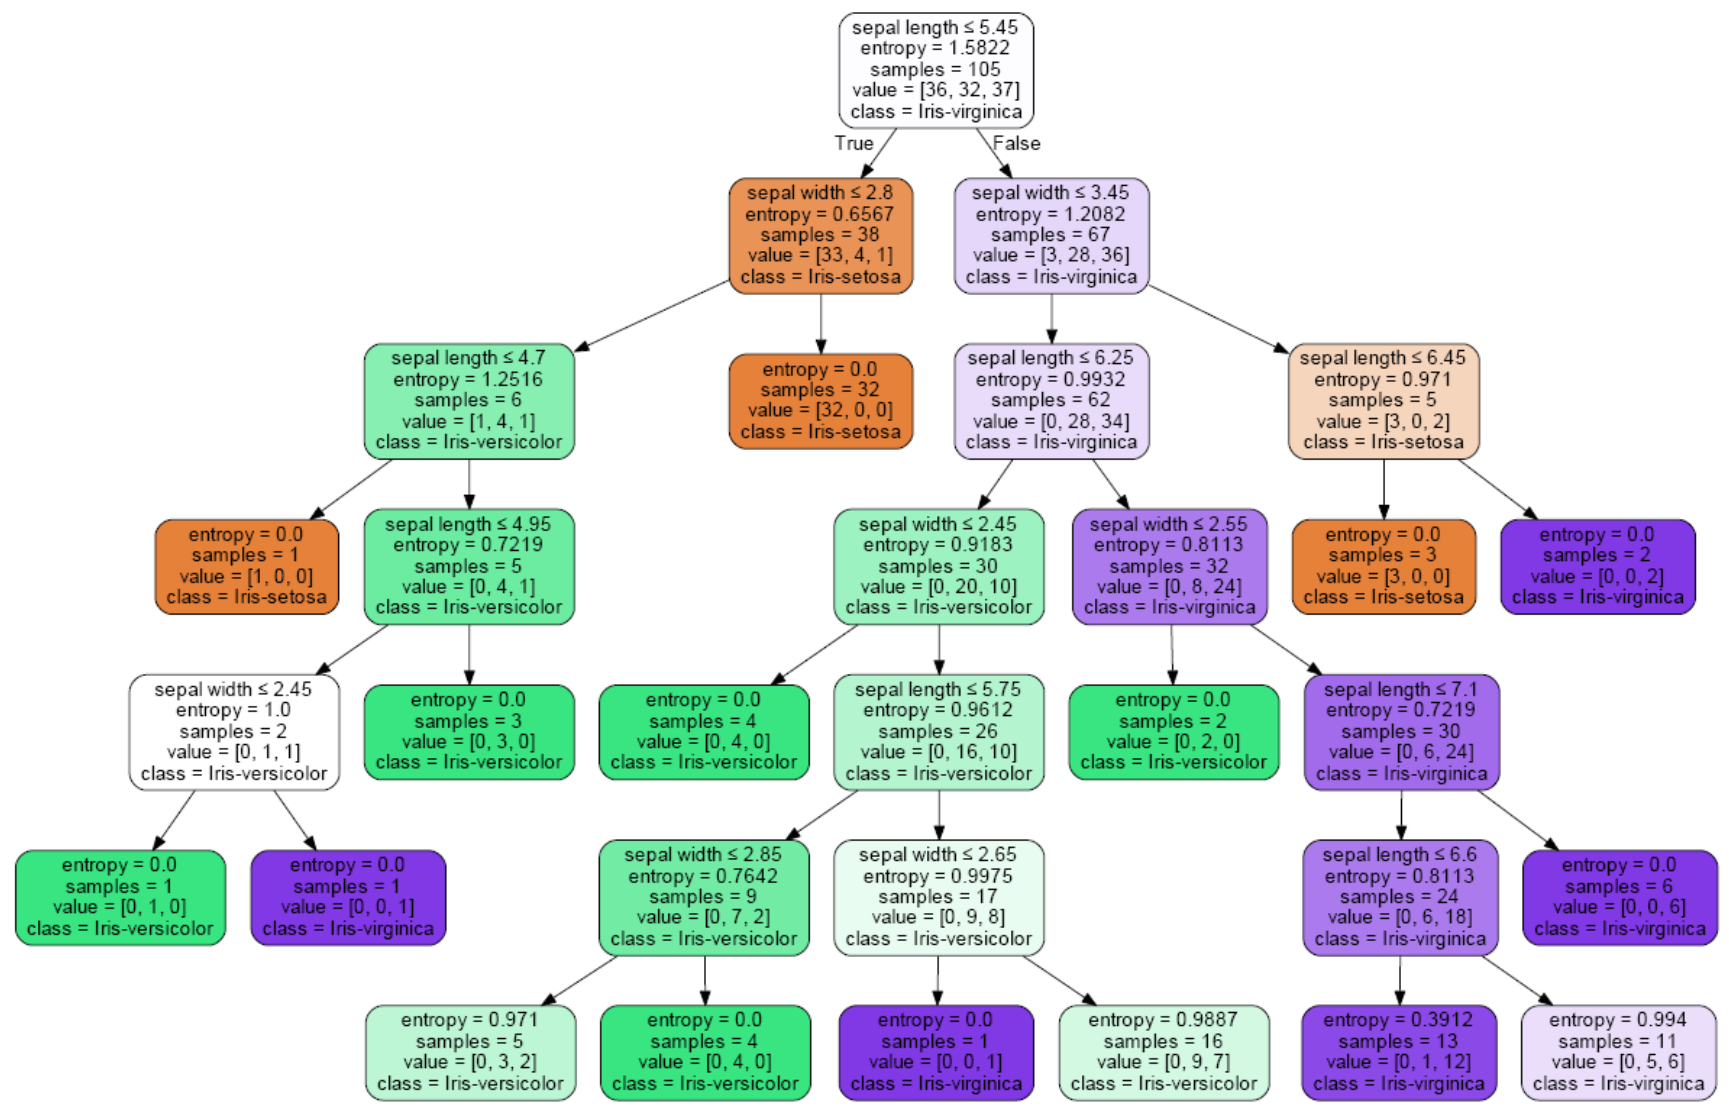 sepal length ≤ 5.45
entropy = 1.5822
samples = 105
value = [36, 32, 37]
class = Iris-virginica
True
False
sepal width ≤ 2.8
entropy = 0.6567
samples = 38
value = [33, 4, 1]
class = Iris-setosa
sepal width ≤ 3.45
entropy = 1.2082
samples = 67
value = [3, 28, 36]
class = Iris-virginica
sepal length ≤ 4.7
entropy = 1.2516
samples = 6
value = [1, 4, 1]
class = Iris-versicolor
entropy = 0.0
samples = 32
value = [32, 0, 0]
class = Iris-setosa
sepal length ≤ 6.25
entropy = 0.9932
samples = 62
value = [0, 28, 34]
class = Iris-virginica
sepal length ≤ 6.45
entropy = 0.971
samples = 5
value = [3, 0, 2]
class = Iris-setosa
entropy = 0.0
samples = 1
value = [1, 0, 0]
class = Iris-setosa
sepal length ≤ 4.95
entropy = 0.7219
samples = 5
value = [0, 4, 1]
class = Iris-versicolor
sepal width ≤ 2.45
entropy = 0.9183
samples = 30
value = [0, 20, 10]
class = Iris-versicolor
sepal width ≤ 2.55
entropy = 0.8113
samples = 32
value = [0, 8, 24]
class = Iris-virginica
entropy = 0.0
samples = 3
value = [3, 0, 0]
class = Iris-setosa
entropy = 0.0
samples = 2
value = [0, 0, 2]
class = Iris-virginica
sepal width ≤ 2.45
entropy = 1.0
samples = 2
value = [0, 1, 1]
class = Iris-versicolor
entropy = 0.0
samples = 3
value = [0, 3, 0]
class = Iris-versicolor
entropy = 0.0
samples = 4
value = [0, 4, 0]
class = Iris-versicolor
sepal length ≤ 5.75
entropy = 0.9612
samples = 26
value = [0, 16, 10]
class = Iris-versicolor
entropy = 0.0
samples = 2
value = [0, 2, 0]
class = Iris-versicolor
sepal length ≤ 7.1
entropy = 0.7219
samples = 30
value = [0, 6, 24]
class = Iris-virginica
entropy = 0.0
samples = 1
value = [0, 1, 0]
class = Iris-versicolor
entropy = 0.0
samples = 1
value = [0, 0, 1]
class = Iris-virginica
sepal width ≤ 2.85
entropy = 0.7642
samples = 9
value = [0, 7, 2]
class = Iris-versicolor
sepal width ≤ 2.65
entropy = 0.9975
samples = 17
value = [0, 9, 8]
class = Iris-versicolor
sepal length ≤ 6.6
entropy = 0.8113
samples = 24
value = [0, 6, 18]
class = Iris-virginica
entropy = 0.0
samples = 6
value = [0, 0, 6]
class = Iris-virginica
entropy = 0.971
samples = 5
value = [0, 3, 2]
class = Iris-versicolor
entropy = 0.0
samples = 4
value = [0, 4, 0]
class = Iris-versicolor
entropy = 0.0
samples = 1
value = [0, 0, 1]
class = Iris-virginica
entropy = 0.9887
samples = 16
value = [0, 9, 7]
class = Iris-versicolor
entropy = 0.3912
samples = 13
value = [0, 1, 12]
class = Iris-virginica
entropy = 0.994
samples = 11
value = [0, 5, 6]
class = Iris-virginica